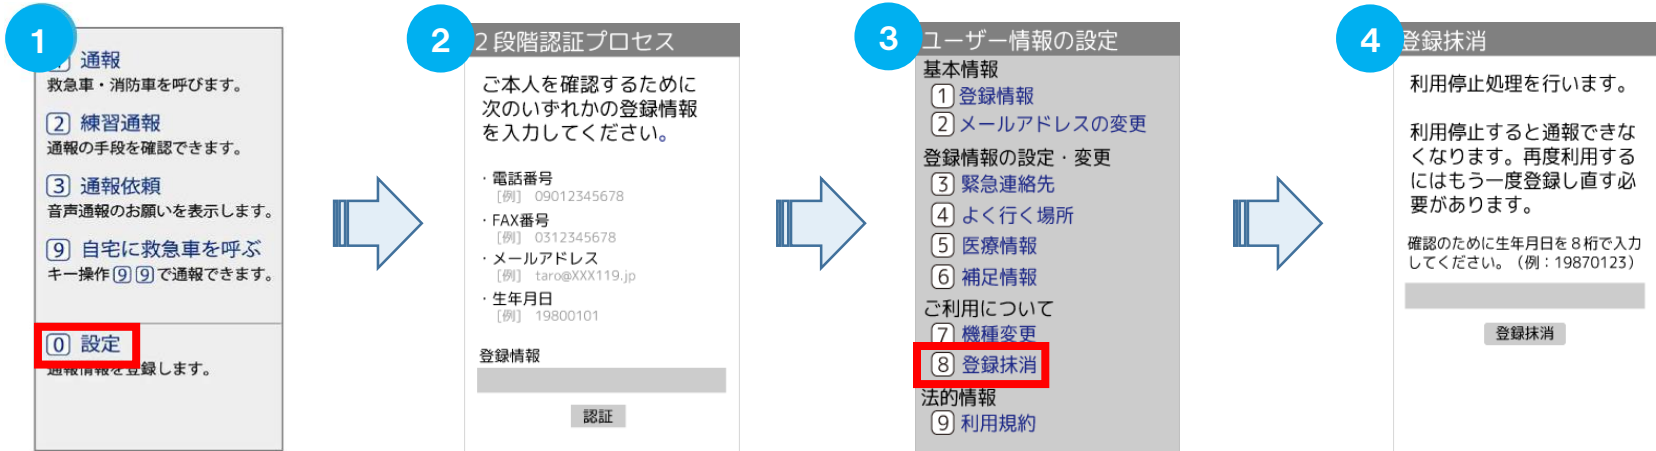 1
通報
救急車・消防車を呼びます。
2 練習通報
通報の手段を確認できます。
3 通報依頼
音声通報のお願いを表示します。
9 自宅に救急車を呼ぶ
キー操作99で通報できます。
0 設定
通報情報を登録します。
2
2段階認証プロセス
ご本人を確認するために
次のいずれかの登録情報
を入力してください。
・電話番号
[例] 09012345678
・FAX番号
[例] 0312345678
・メールアドレス
[例] taro@XXX119.jp
・生年月日
[例] 19800101
登録情報
認証
3
ユーザー情報の設定
基本情報
1 登録情報
2 メールアドレスの変更
登録情報の設定・変更
3 緊急連絡先
4 よく行く場所
5 医療情報
6 補足情報
ご利用について
7 機種変更
8 登録抹消
法的情報
9 利用規約
4
登録抹消
利用停止処理を行います。
利用停止すると通報できな
くなります。再度利用する
にはもう一度登録し直す必
要があります。
確認のために生年月日を8桁で入力
してください。（例：19870123）
登録抹消